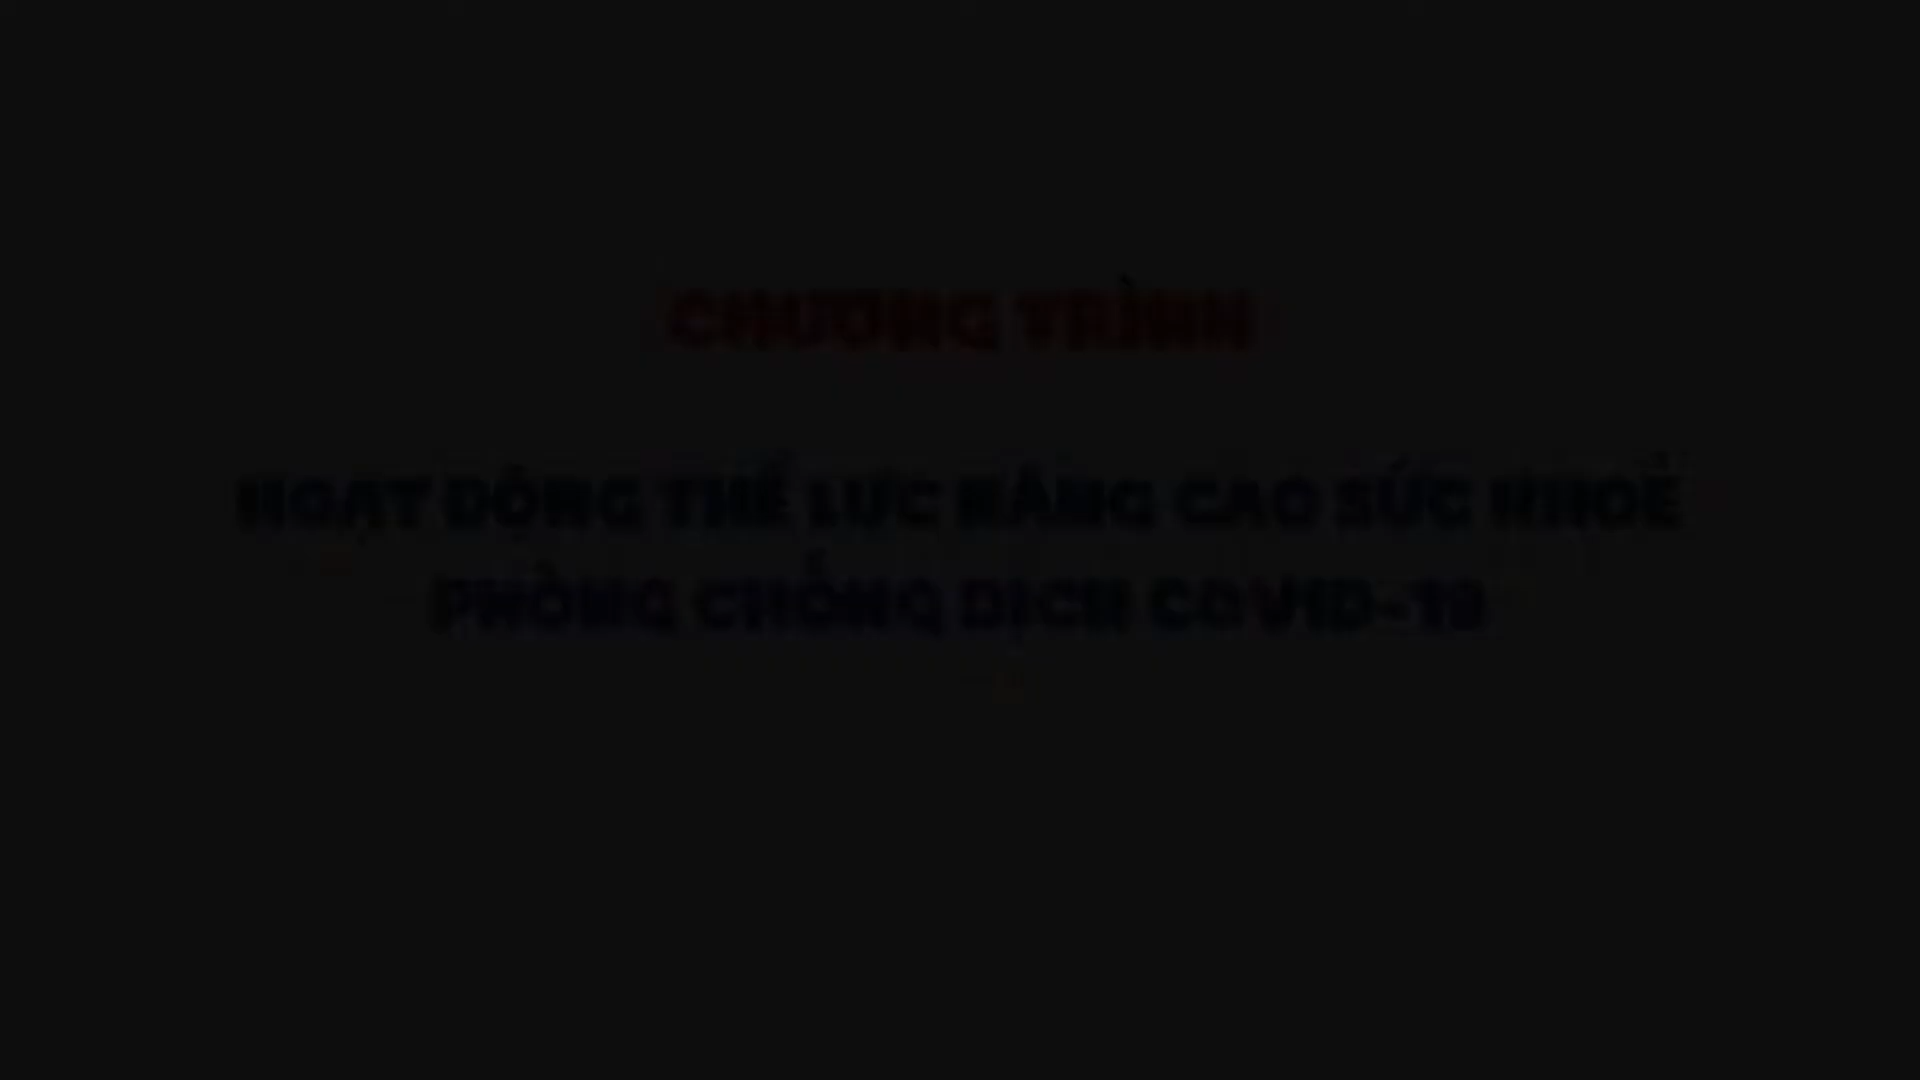 CHƯƠNG TRÌNH
HOẠT ĐỘNG THỂ LỰC NÂNG CAO SỨC KHOẺ
PHÒNG CHỐNG DỊCH COVID-19